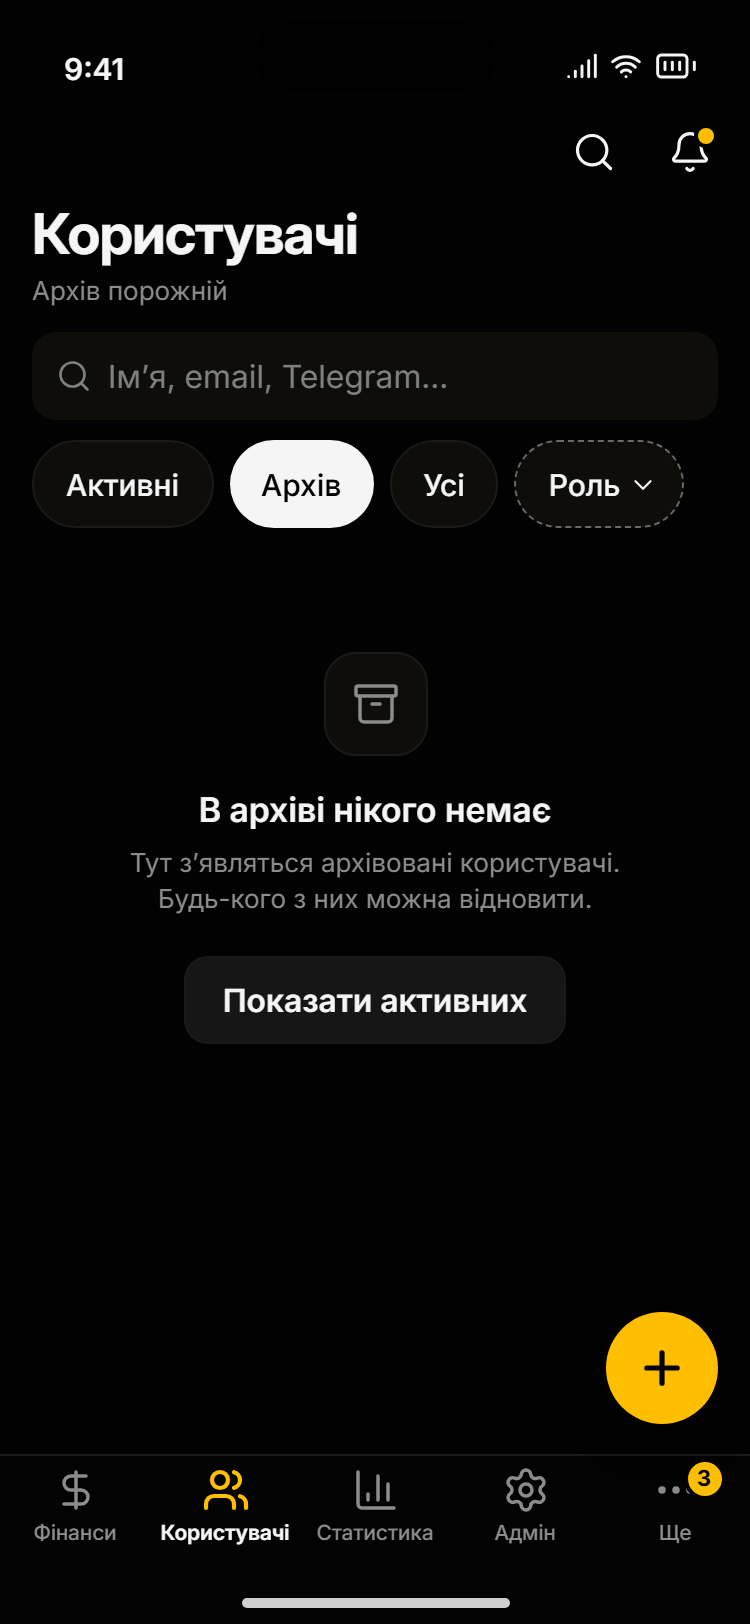 9:41
Користувачі
Архів порожній
Ім’я, email, Telegram...
Активні
Архів
Усі
Роль
В архіві нікого немає
Тут з’являться архівовані користувачі.
Будь-кого з них можна відновити.
Показати активних
3
Фінанси
Користувачі
Статистика
Адмін
Ще